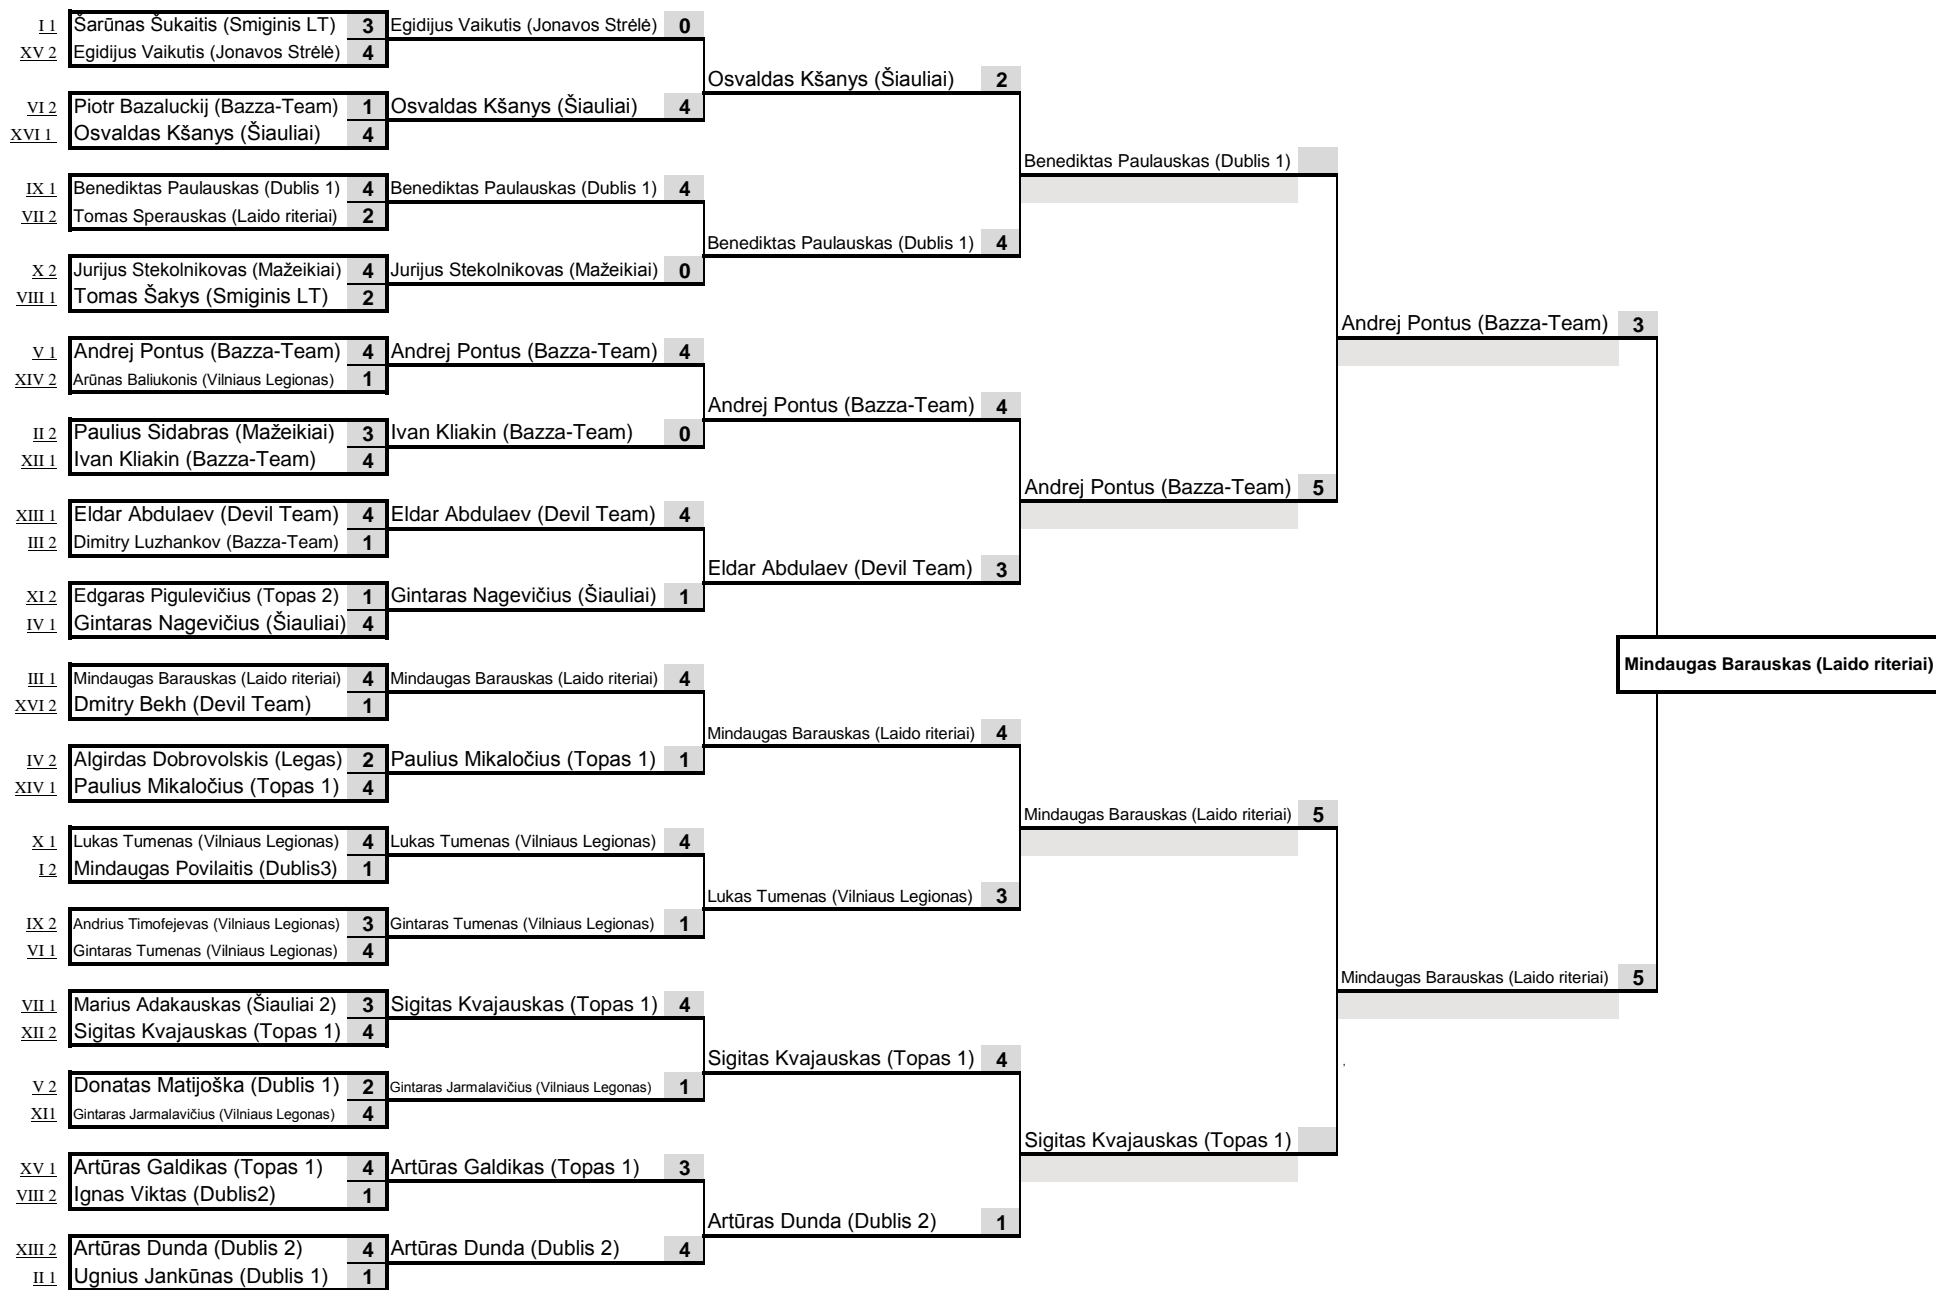 I 1 Šarūnas Šukaitis (Smiginis LT) 3 Egidijus Vaikutis (Jonavos Strėlė) 0
XV 2 Egidijus Vaikutis (Jonavos Strėlė) 4
Osvaldas Kšanys (Šiauliai) 2
VI 2 Piotr Bazaluckij (Bazza-Team) 1 Osvaldas Kšanys (Šiauliai) 4
XVI 1 Osvaldas Kšanys (Šiauliai) 4
Benediktas Paulauskas (Dublis 1)
IX 1 Benediktas Paulauskas (Dublis 1) 4 Benediktas Paulauskas (Dublis 1) 4
VII 2 Tomas Sperauskas (Laido riteriai) 2
Benediktas Paulauskas (Dublis 1) 4
X 2 Jurijus Stekolnikovas (Mažeikiai) 4 Jurijus Stekolnikovas (Mažeikiai) 0
VIII 1 Tomas Šakys (Smiginis LT) 2
Andrej Pontus (Bazza-Team) 3
V 1 Andrej Pontus (Bazza-Team) 4 Andrej Pontus (Bazza-Team) 4
XIV 2 Arūnas Baliukonis (Vilniaus Legionas) 1
Andrej Pontus (Bazza-Team) 4
II 2 Paulius Sidabras (Mažeikiai) 3 Ivan Kliakin (Bazza-Team) 0
XII 1 Ivan Kliakin (Bazza-Team) 4
Andrej Pontus (Bazza-Team) 5
XIII 1 Eldar Abdulaev (Devil Team) 4 Eldar Abdulaev (Devil Team) 4
III 2 Dimitry Luzhankov (Bazza-Team) 1
Eldar Abdulaev (Devil Team) 3
XI 2 Edgaras Pigulevičius (Topas 2) 1 Gintaras Nagevičius (Šiauliai) 1
IV 1 Gintaras Nagevičius (Šiauliai) 4
Mindaugas Barauskas (Laido riteriai)
III 1 Mindaugas Barauskas (Laido riteriai) 4 Mindaugas Barauskas (Laido riteriai) 4
XVI 2 Dmitry Bekh (Devil Team) 1
Mindaugas Barauskas (Laido riteriai) 4
IV 2 Algirdas Dobrovolskis (Legas) 2 Paulius Mikaločius (Topas 1) 1
XIV 1 Paulius Mikaločius (Topas 1) 4
Mindaugas Barauskas (Laido riteriai) 5
X 1 Lukas Tumenas (Vilniaus Legionas) 4 Lukas Tumenas (Vilniaus Legionas) 4
I 2 Mindaugas Povilaitis (Dublis3) 1
Lukas Tumenas (Vilniaus Legionas) 3
IX 2 Andrius Timofejevas (Vilniaus Legionas) 3 Gintaras Tumenas (Vilniaus Legionas) 1
VI 1 Gintaras Tumenas (Vilniaus Legionas) 4
Mindaugas Barauskas (Laido riteriai) 5
VII 1 Marius Adakauskas (Šiauliai 2) 3 Sigitas Kvajauskas (Topas 1) 4
XII 2 Sigitas Kvajauskas (Topas 1) 4
Sigitas Kvajauskas (Topas 1) 4
V 2 Donatas Matijoška (Dublis 1) 2 Gintaras Jarmalavičius (Vilniaus Legonas) 1
XI1 Gintaras Jarmalavičius (Vilniaus Legonas) 4
Sigitas Kvajauskas (Topas 1)
XV 1 Artūras Galdikas (Topas 1) 4 Artūras Galdikas (Topas 1) 3
VIII 2 Ignas Viktas (Dublis2) 1
Artūras Dunda (Dublis 2) 1
XIII 2 Artūras Dunda (Dublis 2) 4 Artūras Dunda (Dublis 2) 4
II 1 Ugnius Jankūnas (Dublis 1) 1